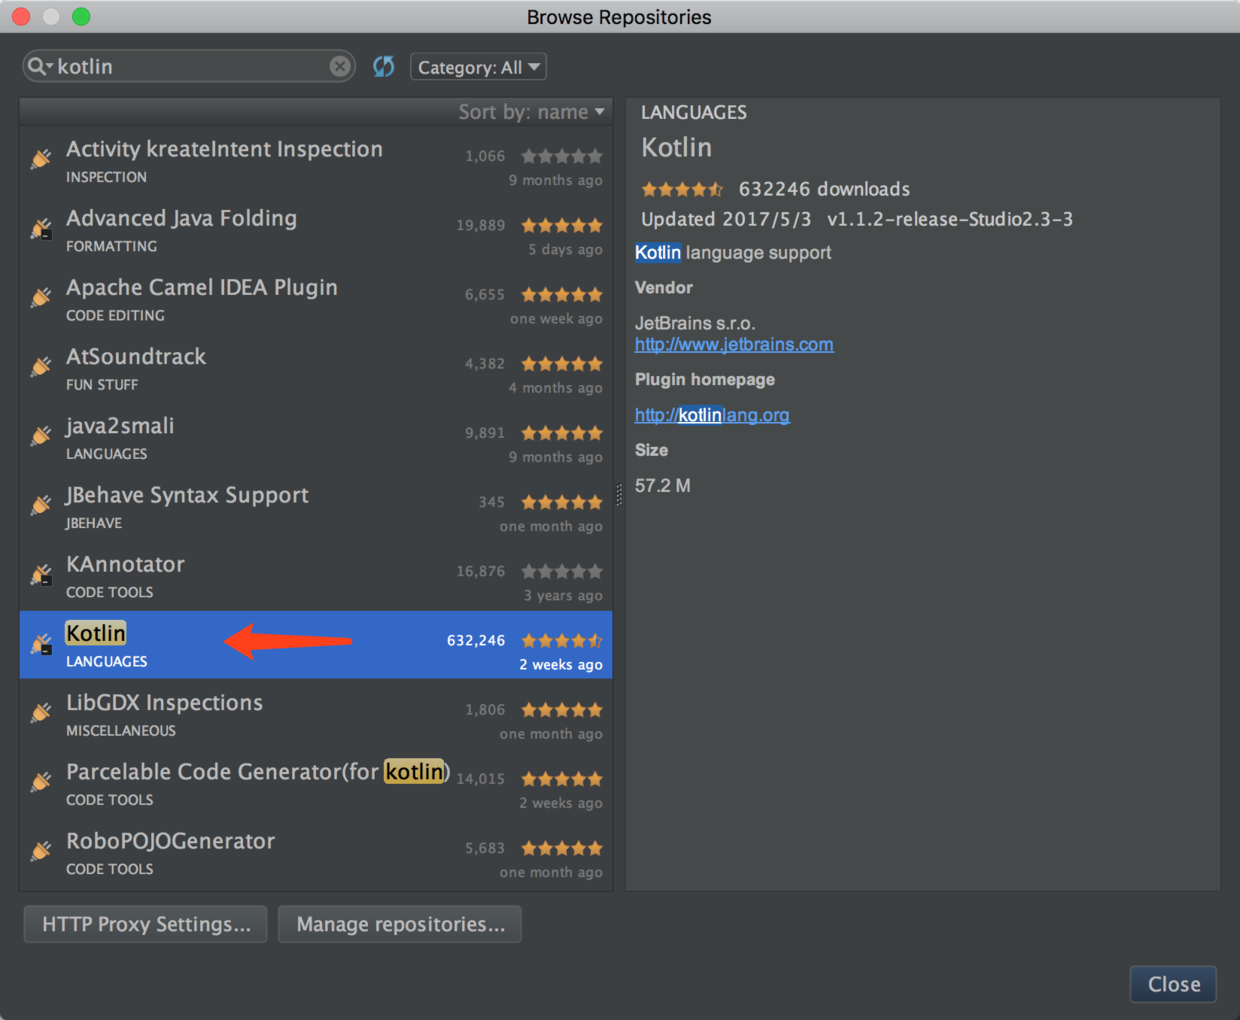 Browse Repositories
kotlin
Category: All
Sort by: name
Activity kreateIntent Inspection
1,066
INSPECTION
9 months ago
Advanced Java Folding
19,889
FORMATTING
5 days ago
Apache Camel IDEA Plugin
6,655
CODE EDITING
one week ago
AtSoundtrack
4,382
FUN STUFF
4 months ago
java2smali
9,891
LANGUAGES
9 months ago
JBehave Syntax Support
345
JBEHAVE
one month ago
KAnnotator
16,876
CODE TOOLS
3 years ago
Kotlin
632,246
LANGUAGES
2 weeks ago
LibGDX Inspections
1,806
MISCELLANEOUS
one month ago
Parcelable Code Generator(for kotlin)
14,015
CODE TOOLS
2 weeks ago
RoboPOJOGenerator
5,683
CODE TOOLS
one month ago
LANGUAGES
Kotlin
632246 downloads
Updated 2017/5/3 v1.1.2-release-Studio2.3-3
Kotlin language support
Vendor
JetBrains s.r.o.
http://www.jetbrains.com
Plugin homepage
http://kotlinlang.org
Size
57.2 M
HTTP Proxy Settings...
Manage repositories...
Close